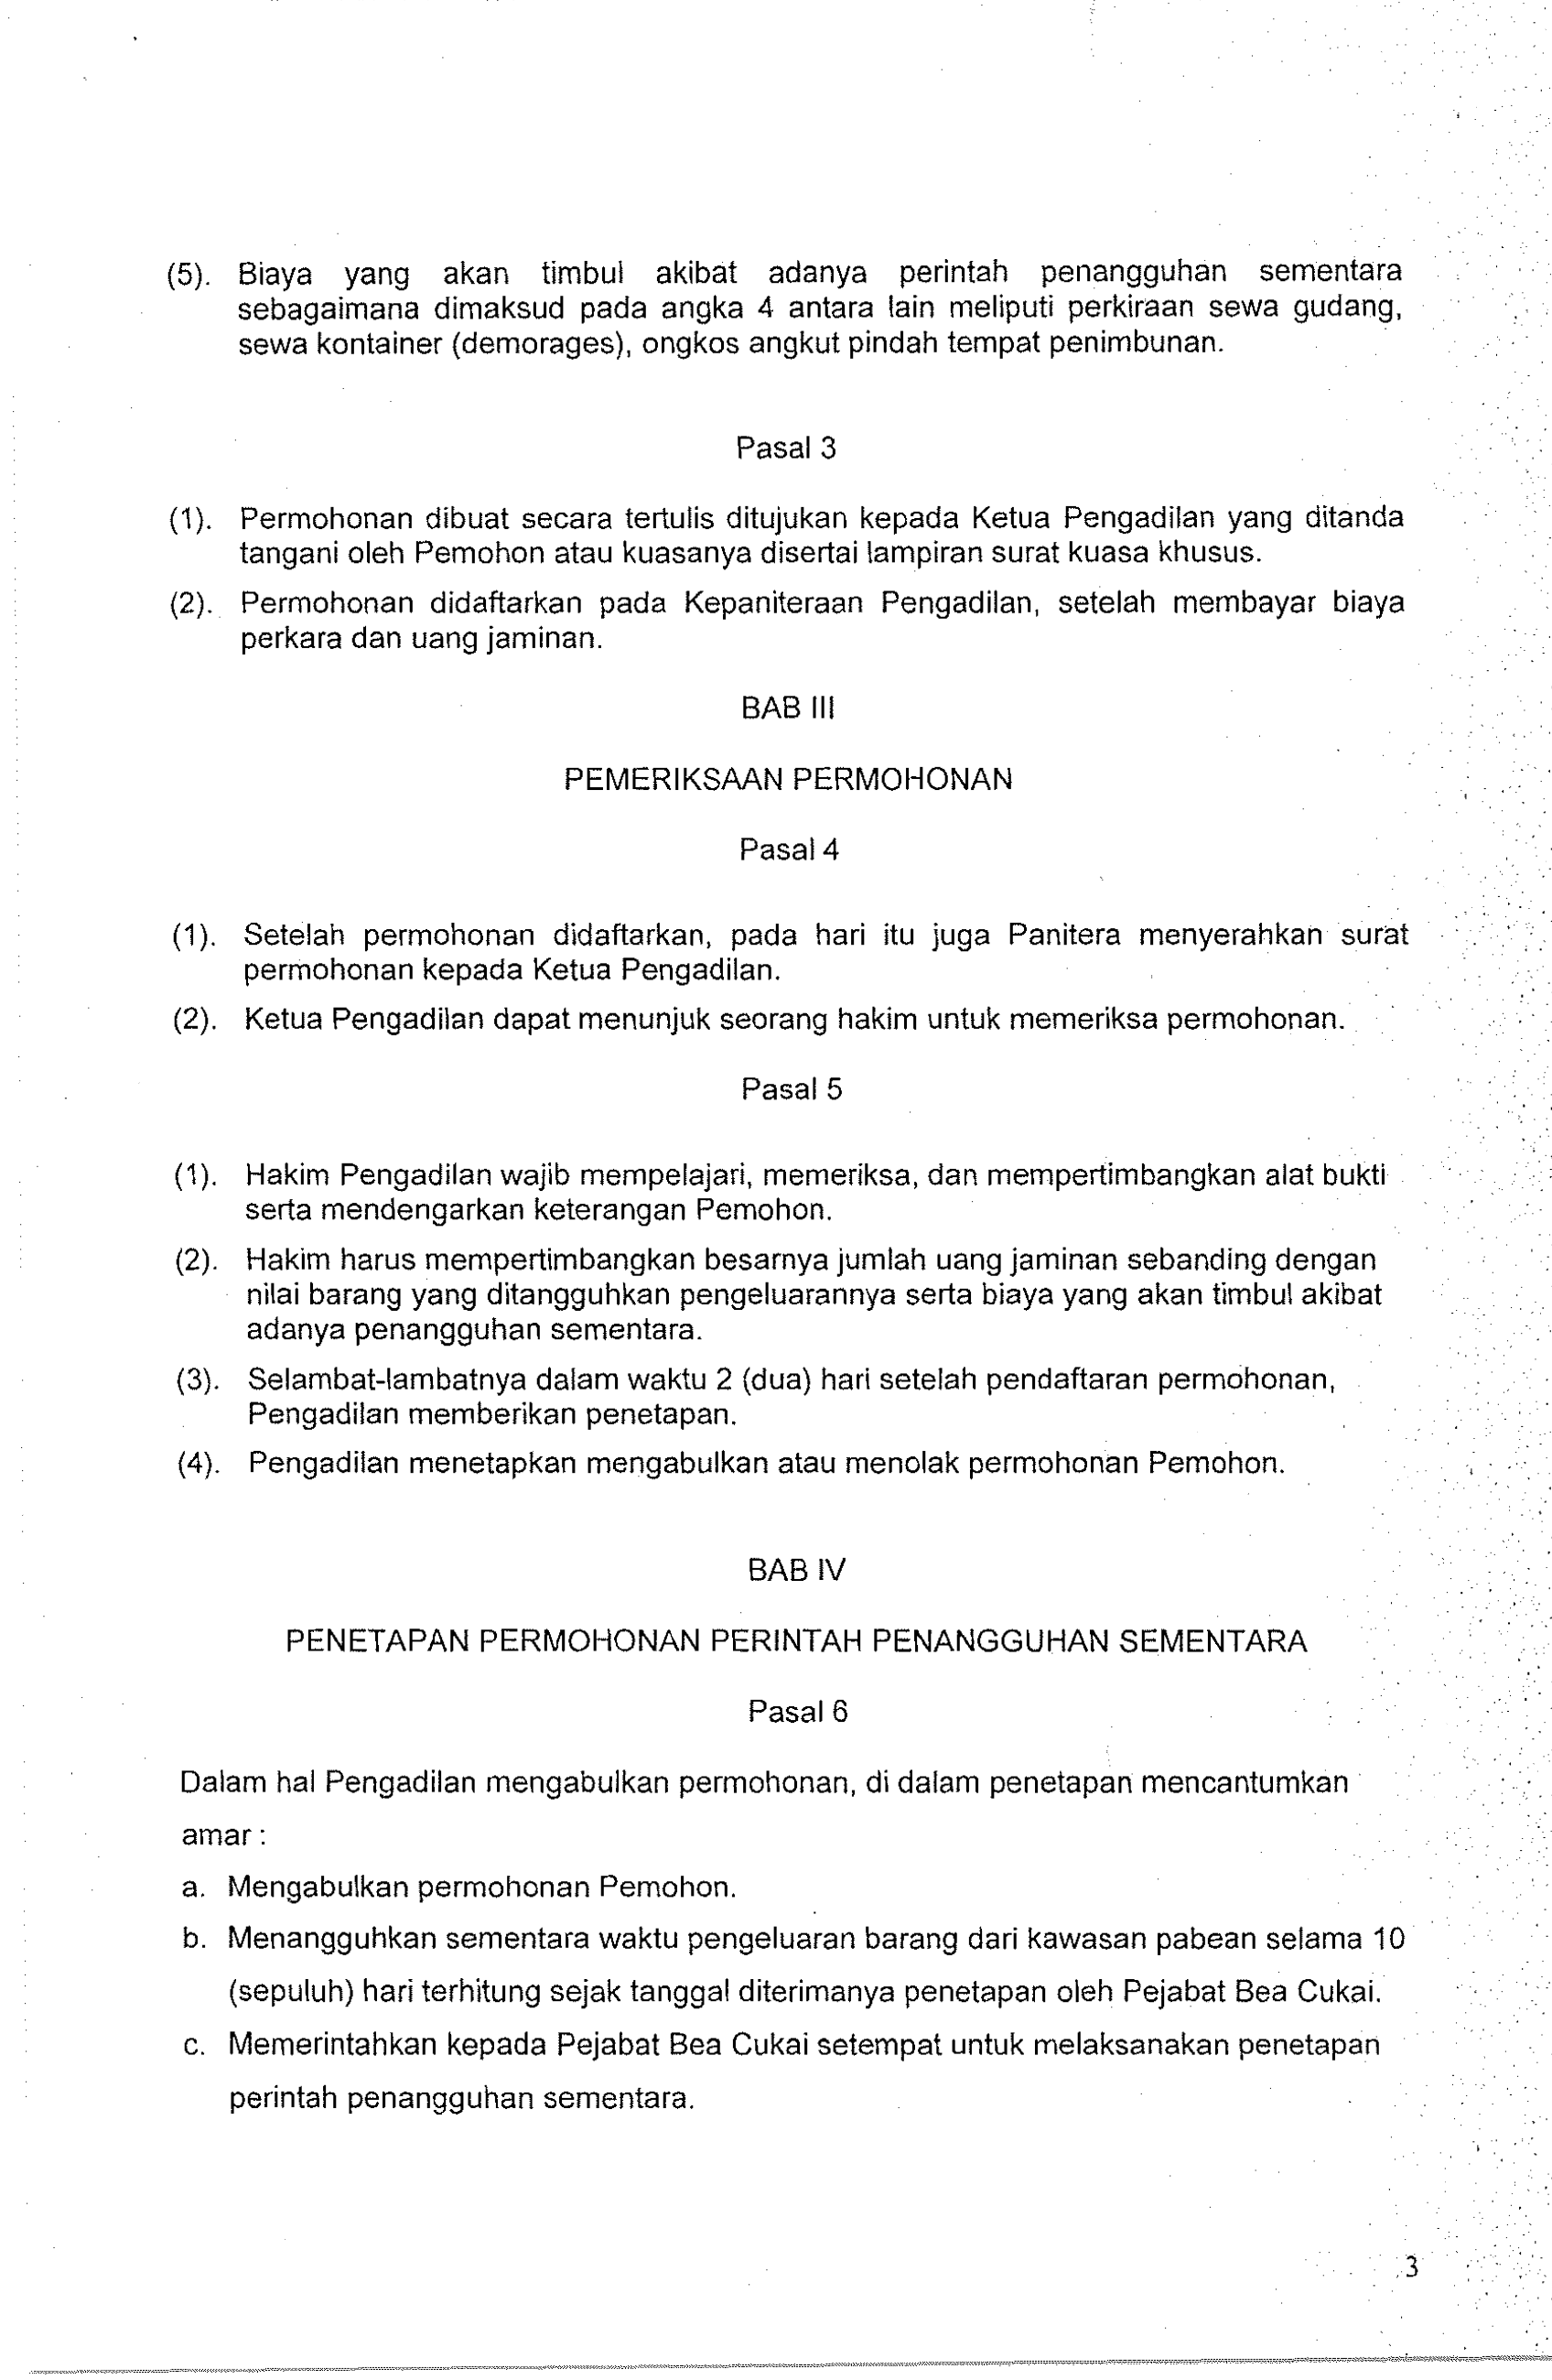 (5). Biaya yang akan timbul akibat adanya perintah penangguhan sementara
sebagaimana dimaksud pada angka 4 antara lain meliputi perkiraan sewa gudang,
sewa kontainer (demorages), ongkos angkut pindah tempat penimbunan.
Pasal 3
(1). Permohonan dibuat secara tertulis ditujukan kepada Ketua Pengadilan yang ditanda
tangani oleh Pemohon atau kuasanya disertai lampiran surat kuasa khusus.
(2). Permohonan didaftarkan pada Kepaniteraan Pengadilan, setelah membayar biaya
perkara dan uang jaminan.
BAB III
PEMERIKSAAN PERMOHONAN
Pasal 4
(1). Setelah permohonan didaftarkan, pada hari itu juga Panitera menyerahkan surat
permohonan kepada Ketua Pengadilan.
(2). Ketua Pengadilan dapat menunjuk seorang hakim untuk memeriksa permohonan.
Pasal 5
(1). Hakim Pengadilan wajib mempelajari, memeriksa, dan mempertimbangkan alat bukti
serta mendengarkan keterangan Pemohon.
(2). Hakim harus mempertimbangkan besarnya jumlah uang jaminan sebanding dengan
nilai barang yang ditangguhkan pengeluarannya serta biaya yang akan timbul akibat
adanya penangguhan sementara.
(3). Selambat-lambatnya dalam waktu 2 (dua) hari setelah pendaftaran permohonan,
Pengadilan memberikan penetapan.
(4). Pengadilan menetapkan mengabulkan atau menolak permohonan Pemohon.
BAB IV
PENETAPAN PERMOHONAN PERINTAH PENANGGUHAN SEMENTARA
Pasal 6
Dalam hal Pengadilan mengabulkan permohonan, di dalam penetapan mencantumkan
amar :
a. Mengabulkan permohonan Pemohon.
b. Menangguhkan sementara waktu pengeluaran barang dari kawasan pabean selama 10
(sepuluh) hari terhitung sejak tanggal diterimanya penetapan oleh Pejabat Bea Cukai.
c. Memerintahkan kepada Pejabat Bea Cukai setempat untuk melaksanakan penetapan
perintah penangguhan sementara.
3